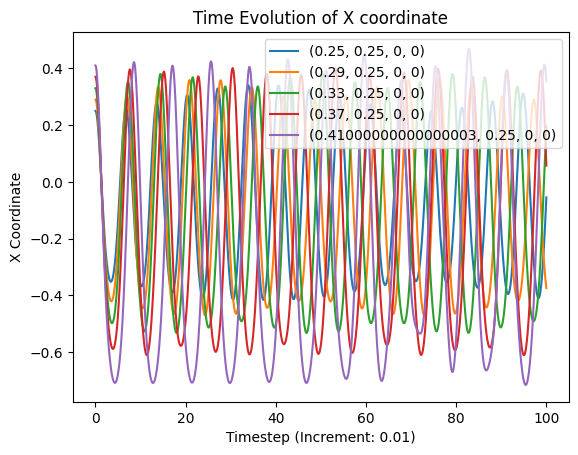 Time Evolution of X coordinate
(0.25, 0.25, 0, 0)
(0.29, 0.25, 0, 0)
(0.33, 0.25, 0, 0)
(0.37, 0.25, 0, 0)
(0.41000000000000003, 0.25, 0, 0)
X Coordinate
0.4
0.2
0.0
−0.2
−0.4
−0.6
0 20 40 60 80 100
Timestep (Increment: 0.01)